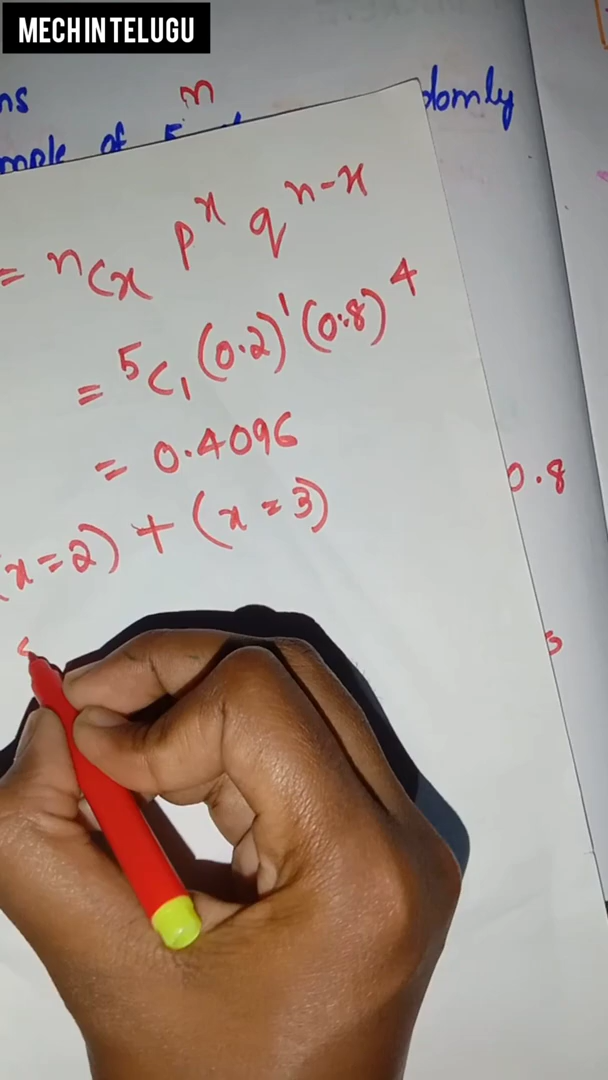 MECH IN TELUGU
m
domly
mple of 5
= nCx p^x q^n-x
= 5C1 (0.2)^1 (0.8)^4
= 0.4096
0.8
(x=2) + (x=3)